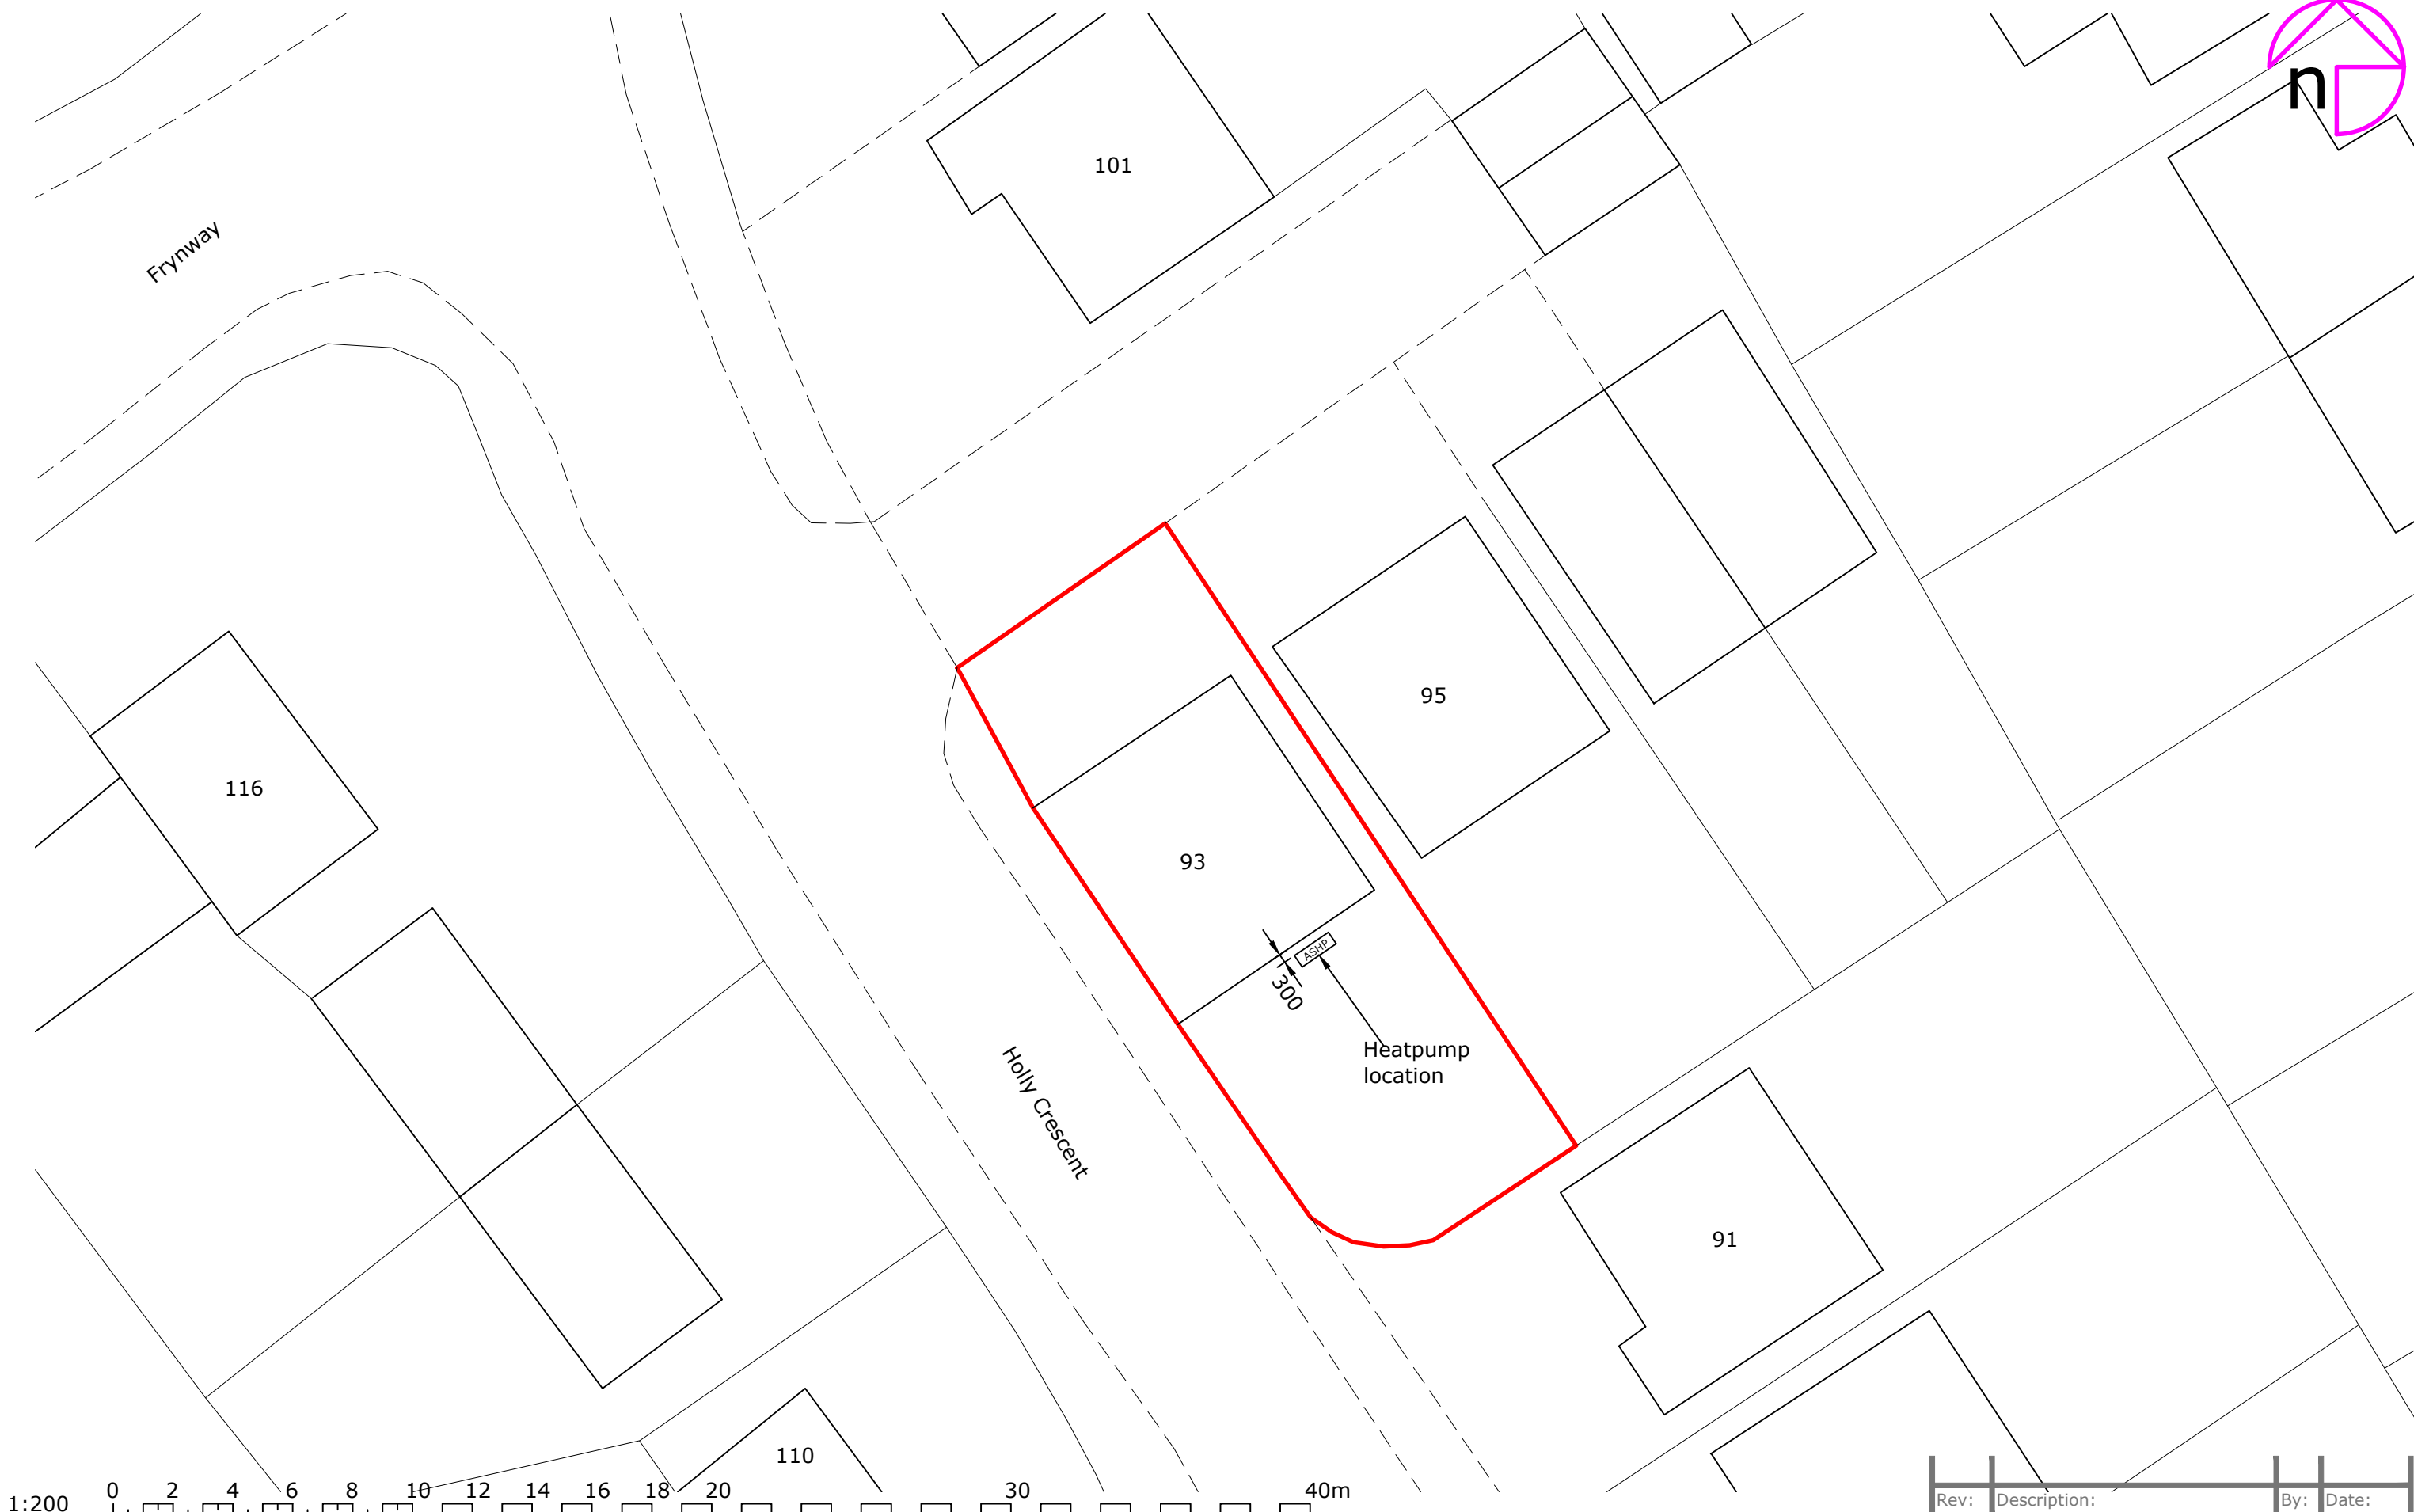 n
101
Frynway
95
116
93
ASHP
300
Heatpump
location
Holly Crescent
91
110
1:200
0 2 4 6 8 10 12 14 16 18 20 30 40m
Rev: Description: By: Date: